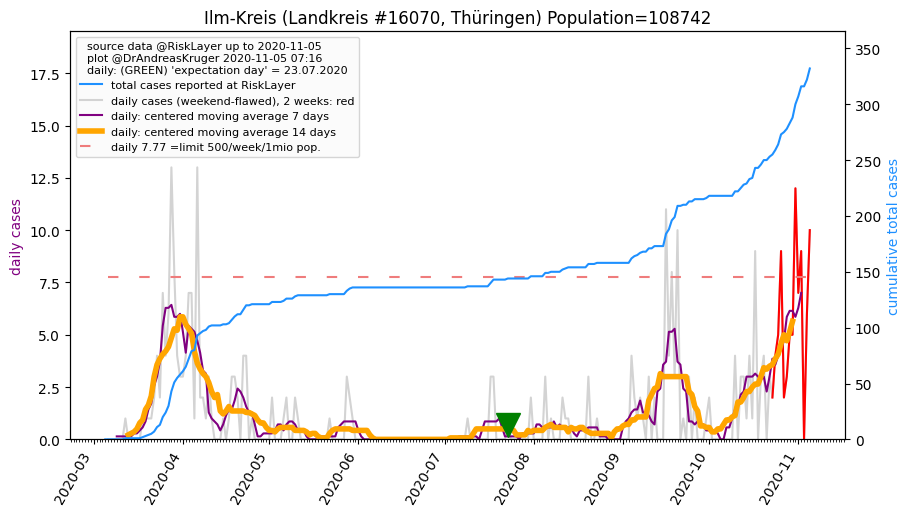 Ilm-Kreis (Landkreis #16070, Thüringen) Population=108742
source data @RiskLayer up to 2020-11-05
plot @DrAndreasKruger 2020-11-05 07:16
daily: (GREEN) 'expectation day' = 23.07.2020
total cases reported at RiskLayer
daily cases (weekend-flawed), 2 weeks: red
daily: centered moving average 7 days
daily: centered moving average 14 days
daily 7.77 =limit 500/week/1mio pop.
daily cases
17.5
15.0
12.5
10.0
7.5
5.0
2.5
0.0
350
300
250
200
150
100
50
0
cumulative total cases
2020-03
2020-04
2020-05
2020-06
2020-07
2020-08
2020-09
2020-10
2020-11